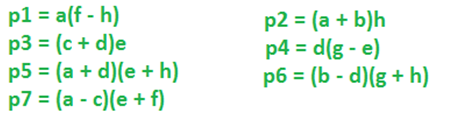 p1 = a(f - h) p2 = (a + b)h
p3 = (c + d)e p4 = d(g - e)
p5 = (a + d)(e + h) p6 = (b - d)(g + h)
p7 = (a - c)(e + f)